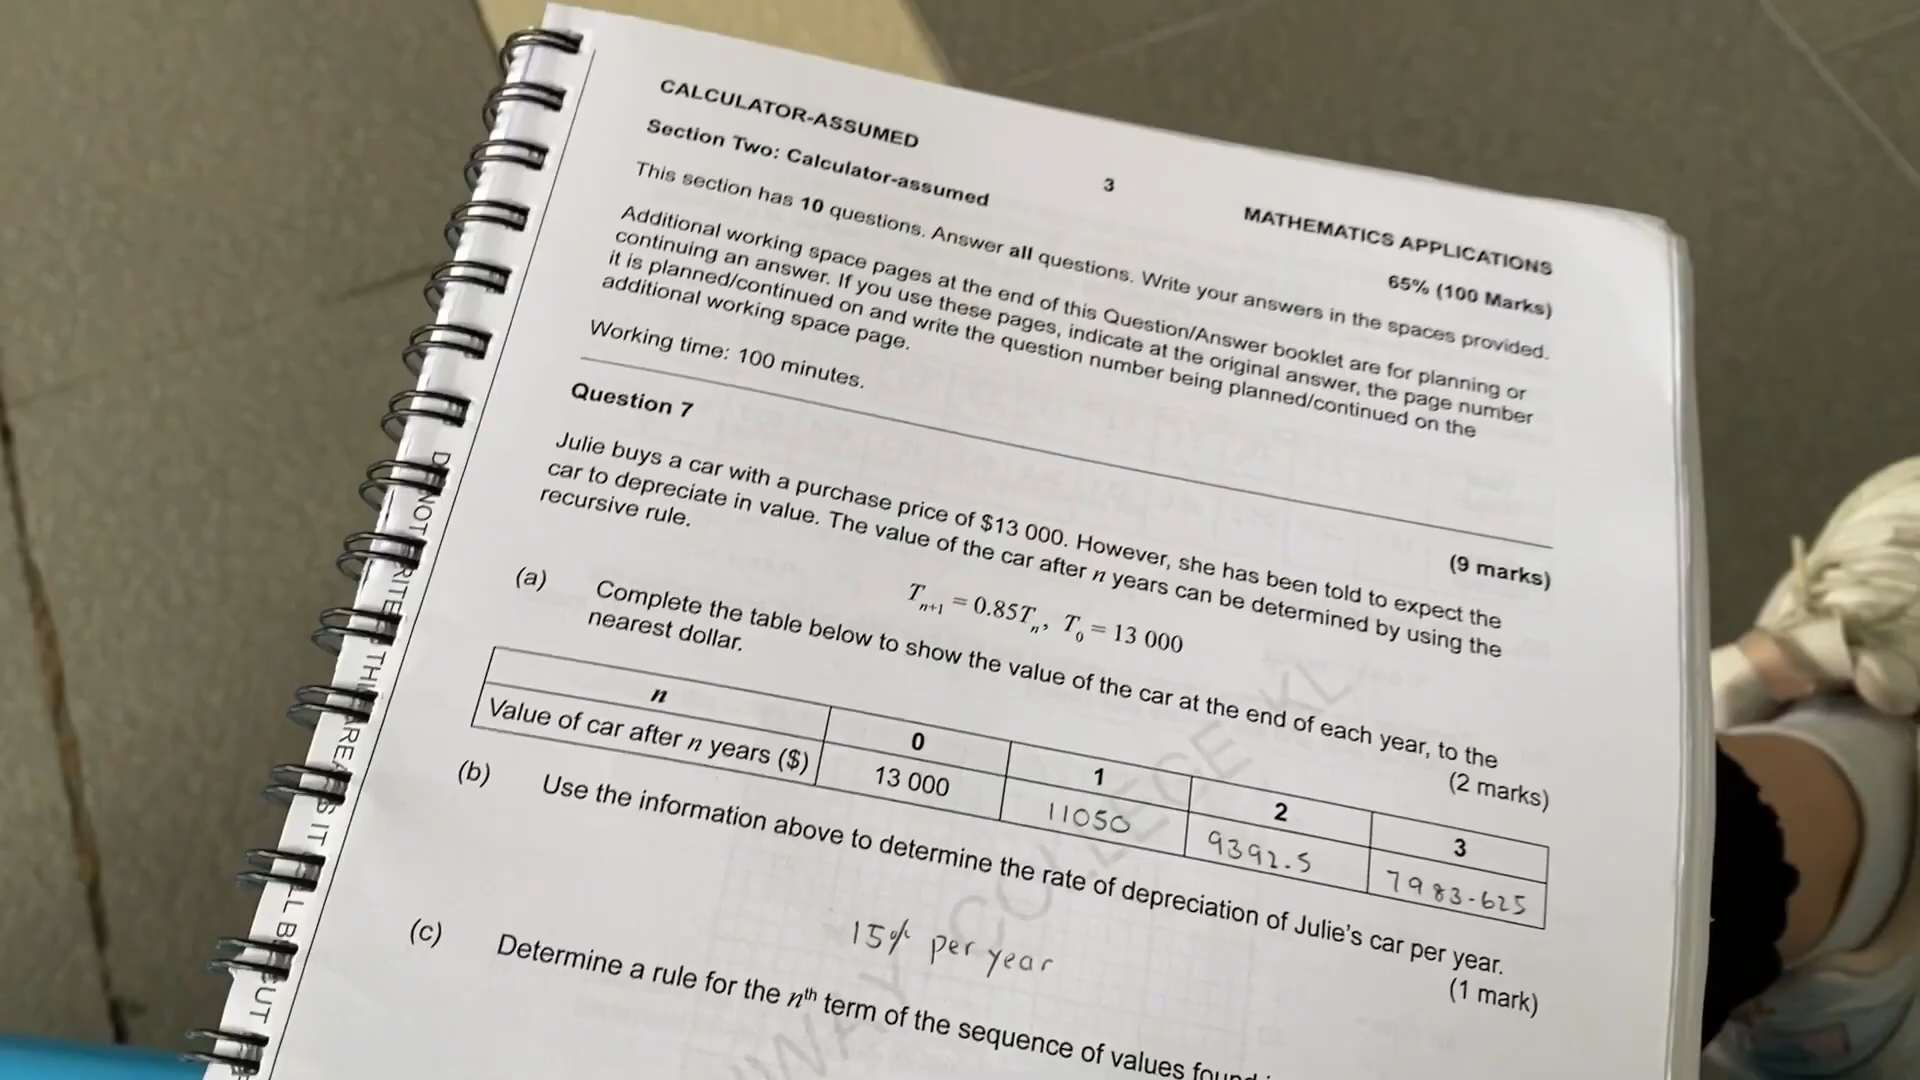 CALCULATOR-ASSUMED
3
MATHEMATICS APPLICATIONS
Section Two: Calculator-assumed
65% (100 Marks)
This section has 10 questions. Answer all questions. Write your answers in the spaces provided.
Additional working space pages at the end of this Question/Answer booklet are for planning or
continuing an answer. If you use these pages, indicate at the original answer, the page number
it is planned/continued on and write the question number being planned/continued on the
additional working space page.
Working time: 100 minutes.
Question 7
(9 marks)
Julie buys a car with a purchase price of $13 000. However, she has been told to expect the
car to depreciate in value. The value of the car after n years can be determined by using the
recursive rule.
Tn+1 = 0.85Tn, T0 = 13 000
(a) Complete the table below to show the value of the car at the end of each year, to the
nearest dollar.
(2 marks)
n 0 1 2 3
Value of car after n years ($) 13 000 11050 9392.5 7983.625
(b) Use the information above to determine the rate of depreciation of Julie's car per year.
(1 mark)
15% per year
(c) Determine a rule for the nth term of the sequence of values found